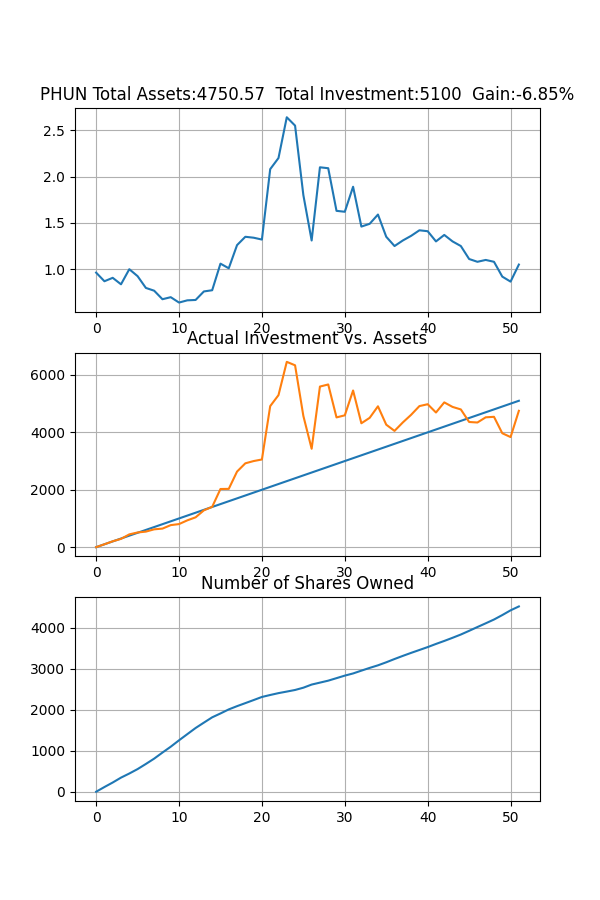 PHUN Total Assets:4750.57  Total Investment:5100  Gain:-6.85%
2.5
2.0
1.5
1.0
0 10 20 30 40 50
Actual Investment vs. Assets
6000
4000
2000
0
0 10 20 30 40 50
Number of Shares Owned
4000
3000
2000
1000
0
0 10 20 30 40 50